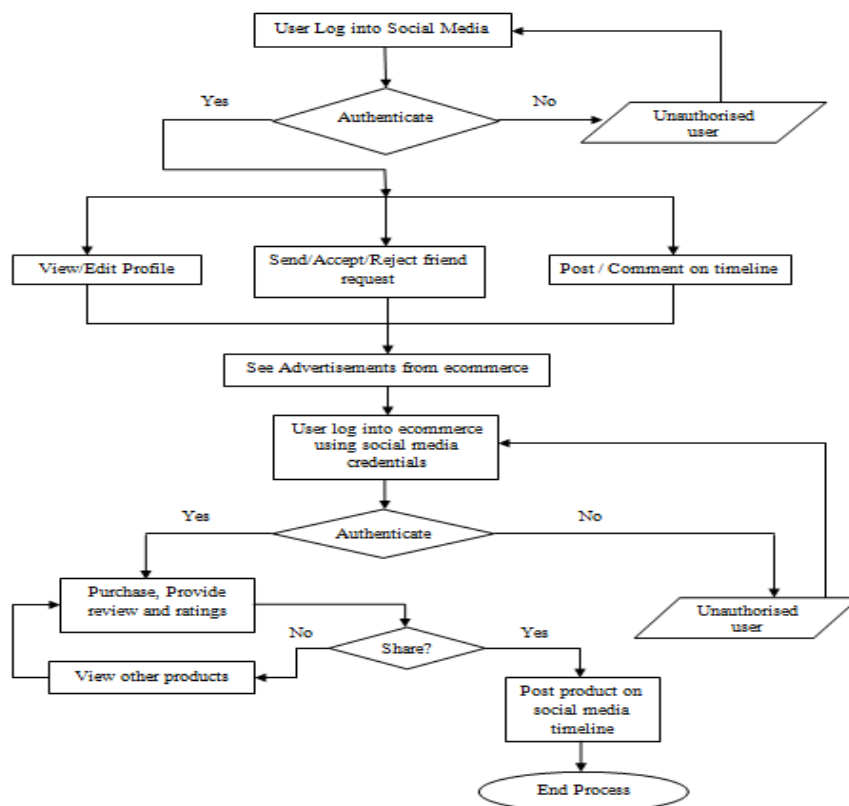 User Log into Social Media
Yes
No
Authenticate
Unauthorised
user
View/Edit Profile
Send/Accept/Reject friend
request
Post / Comment on timeline
See Advertisements from ecommerce
User log into ecommerce
using social media
credentials
Yes
No
Authenticate
Purchase, Provide
review and ratings
Unauthorised
user
No
Yes
Share?
View other products
Post product on
social media
timeline
End Process